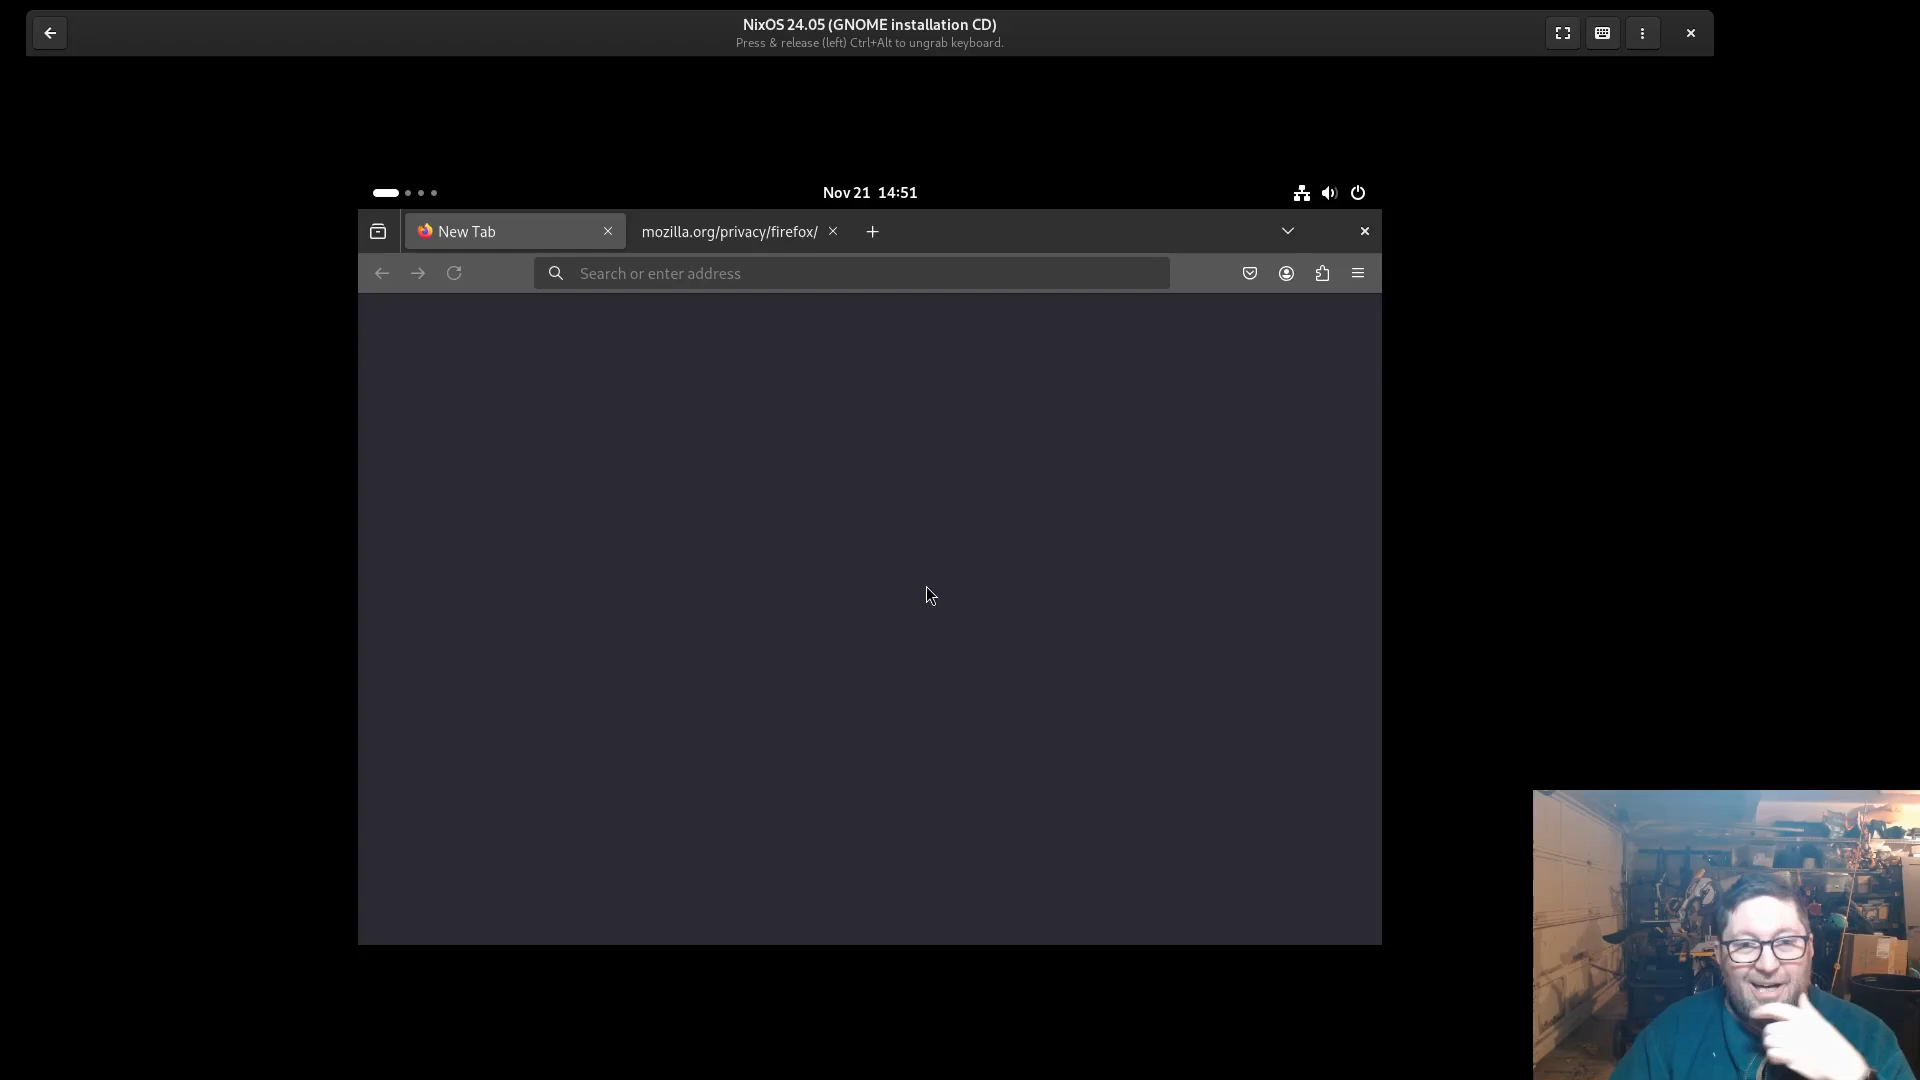 NixOS 24.05 (GNOME installation CD)
Press & release (left) Ctrl+Alt to ungrab keyboard.
Nov 21 14:51
New Tab
mozilla.org/privacy/firefox/
Search or enter address